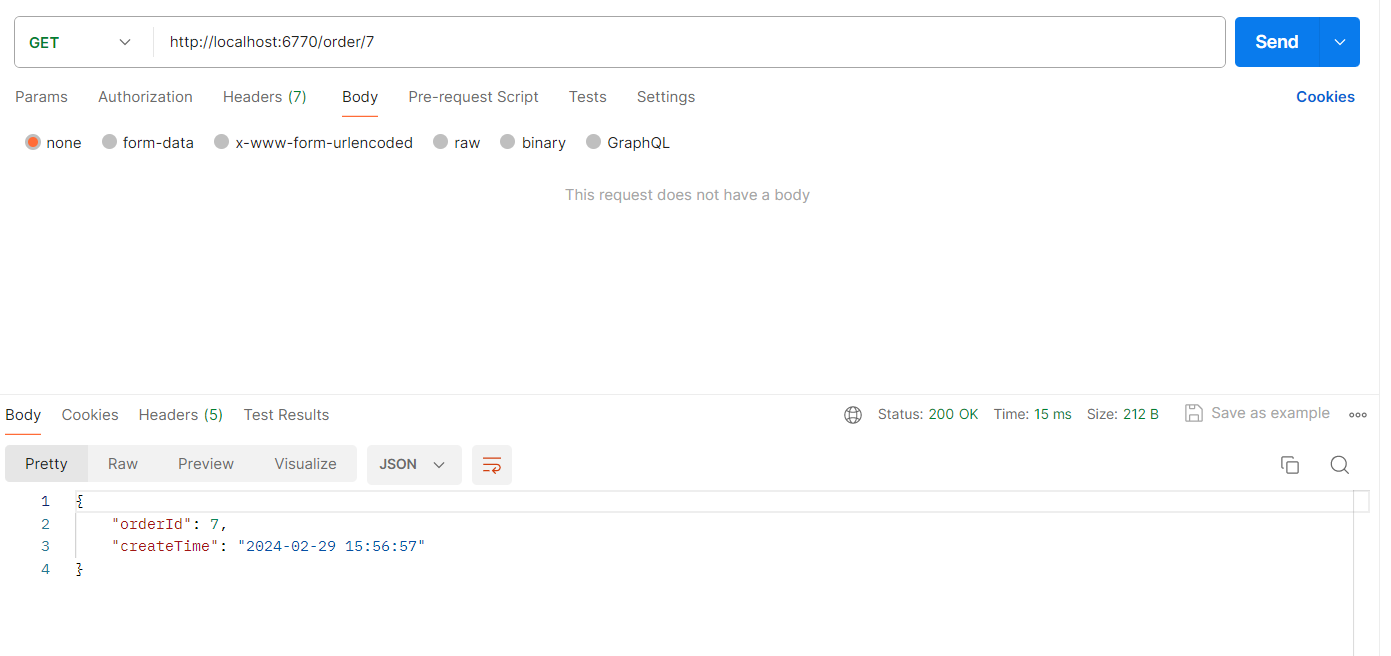 GET http://localhost:6770/order/7 Send
Params Authorization Headers (7) Body Pre-request Script Tests Settings Cookies
none form-data x-www-form-urlencoded raw binary GraphQL
This request does not have a body
Body Cookies Headers (5) Test Results Status: 200 OK Time: 15 ms Size: 212 B Save as example
Pretty Raw Preview Visualize JSON
1 {
2 "orderId": 7,
3 "createTime": "2024-02-29 15:56:57"
4 }